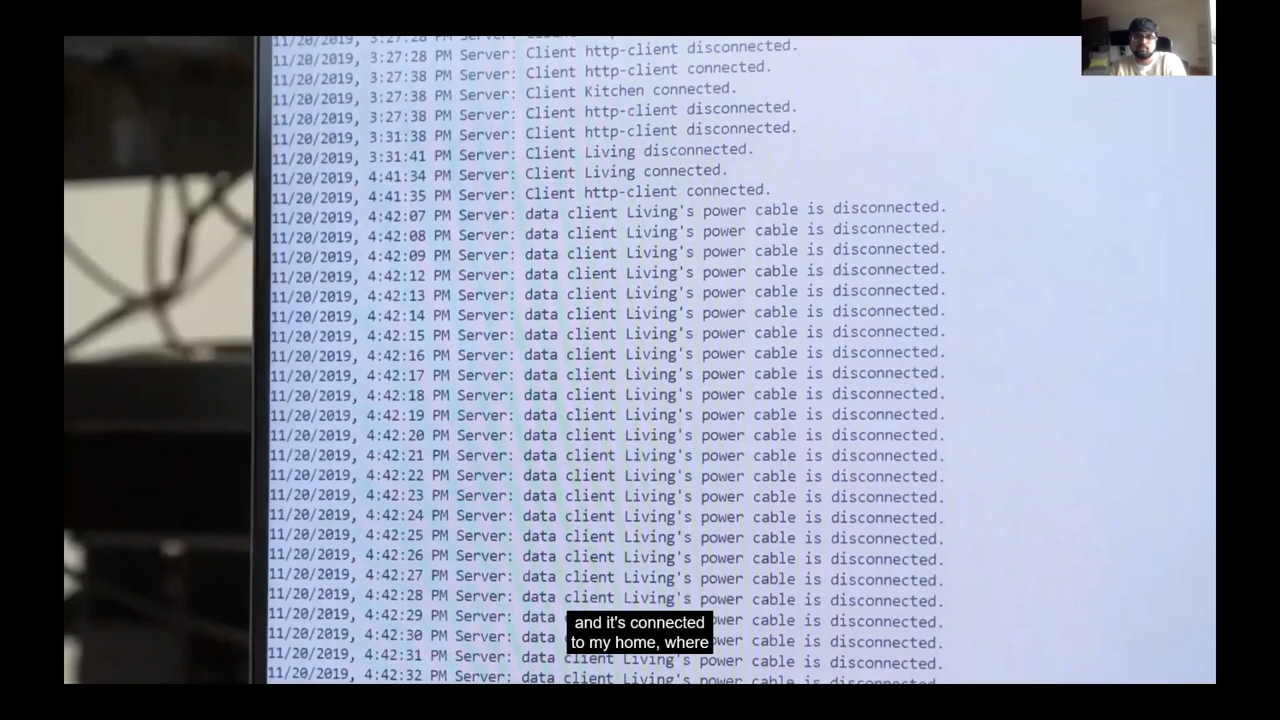 11/20/2019, 3:27:28 PM Server:
11/20/2019, 3:27:28 PM Server: Client http-client disconnected.
11/20/2019, 3:27:38 PM Server: Client http-client connected.
11/20/2019, 3:27:38 PM Server: Client Kitchen connected.
11/20/2019, 3:27:38 PM Server: Client http-client disconnected.
11/20/2019, 3:31:38 PM Server: Client http-client disconnected.
11/20/2019, 3:31:41 PM Server: Client Living disconnected.
11/20/2019, 4:41:34 PM Server: Client Living connected.
11/20/2019, 4:41:35 PM Server: Client http-client connected.
11/20/2019, 4:42:07 PM Server: data client Living's power cable is disconnected.
11/20/2019, 4:42:08 PM Server: data client Living's power cable is disconnected.
11/20/2019, 4:42:09 PM Server: data client Living's power cable is disconnected.
11/20/2019, 4:42:12 PM Server: data client Living's power cable is disconnected.
11/20/2019, 4:42:13 PM Server: data client Living's power cable is disconnected.
11/20/2019, 4:42:14 PM Server: data client Living's power cable is disconnected.
11/20/2019, 4:42:15 PM Server: data client Living's power cable is disconnected.
11/20/2019, 4:42:16 PM Server: data client Living's power cable is disconnected.
11/20/2019, 4:42:17 PM Server: data client Living's power cable is disconnected.
11/20/2019, 4:42:18 PM Server: data client Living's power cable is disconnected.
11/20/2019, 4:42:19 PM Server: data client Living's power cable is disconnected.
11/20/2019, 4:42:20 PM Server: data client Living's power cable is disconnected.
11/20/2019, 4:42:21 PM Server: data client Living's power cable is disconnected.
11/20/2019, 4:42:22 PM Server: data client Living's power cable is disconnected.
11/20/2019, 4:42:23 PM Server: data client Living's power cable is disconnected.
11/20/2019, 4:42:24 PM Server: data client Living's power cable is disconnected.
11/20/2019, 4:42:25 PM Server: data client Living's power cable is disconnected.
11/20/2019, 4:42:26 PM Server: data client Living's power cable is disconnected.
11/20/2019, 4:42:27 PM Server: data client Living's power cable is disconnected.
11/20/2019, 4:42:28 PM Server: data client Living's power cable is disconnected.
11/20/2019, 4:42:29 PM Server: data cable is disconnected.
11/20/2019, 4:42:30 PM Server: data cable is disconnected.
11/20/2019, 4:42:31 PM Server: data client Living's power cable is disconnected.
11/20/2019, 4:42:32 PM Server: data client Living's power cable is disconnected.
and it's connected
to my home, where